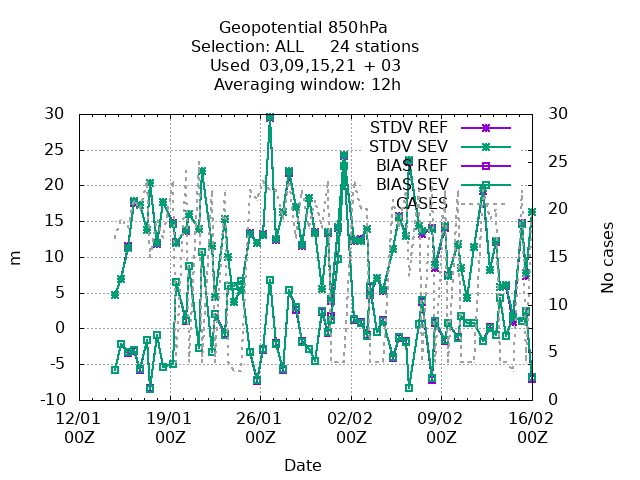 Geopotential 850hPa
Selection: ALL 24 stations
Used 03,09,15,21 + 03
Averaging window: 12h
30
25
20
15
10
5
0
-5
-10
m
30
25
20
15
10
5
0
No cases
STDV REF
STDV SEV
BIAS REF
BIAS SEV
CASES
12/01 19/01 26/01 02/02 09/02 16/02
00Z 00Z 00Z 00Z 00Z 00Z
Date